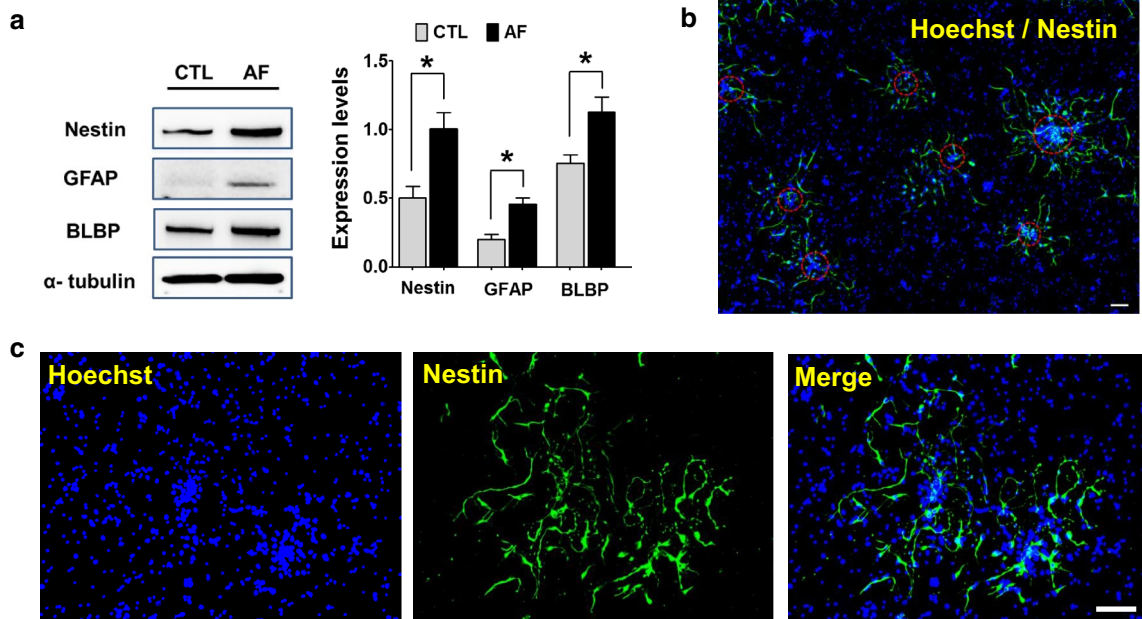 a
CTL AF
Nestin
GFAP
BLBP
α- tubulin
CTL AF
Expression levels
1.5
1.0
0.5
0.0
* * *
Nestin GFAP BLBP
b
Hoechst / Nestin
c
Hoechst
Nestin
Merge